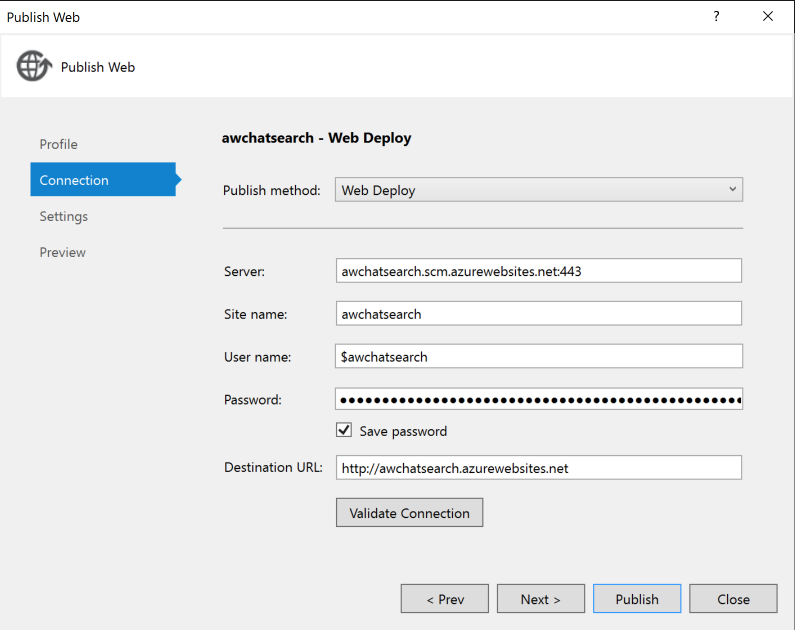 Publish Web
?
Publish Web
Profile
Connection
Settings
Preview
awchatsearch - Web Deploy
Publish method: Web Deploy
Server: awchatsearch.scm.azurewebsites.net:443
Site name: awchatsearch
User name: $awchatsearch
Password:
Save password
Destination URL: http://awchatsearch.azurewebsites.net
Validate Connection
< Prev Next > Publish Close